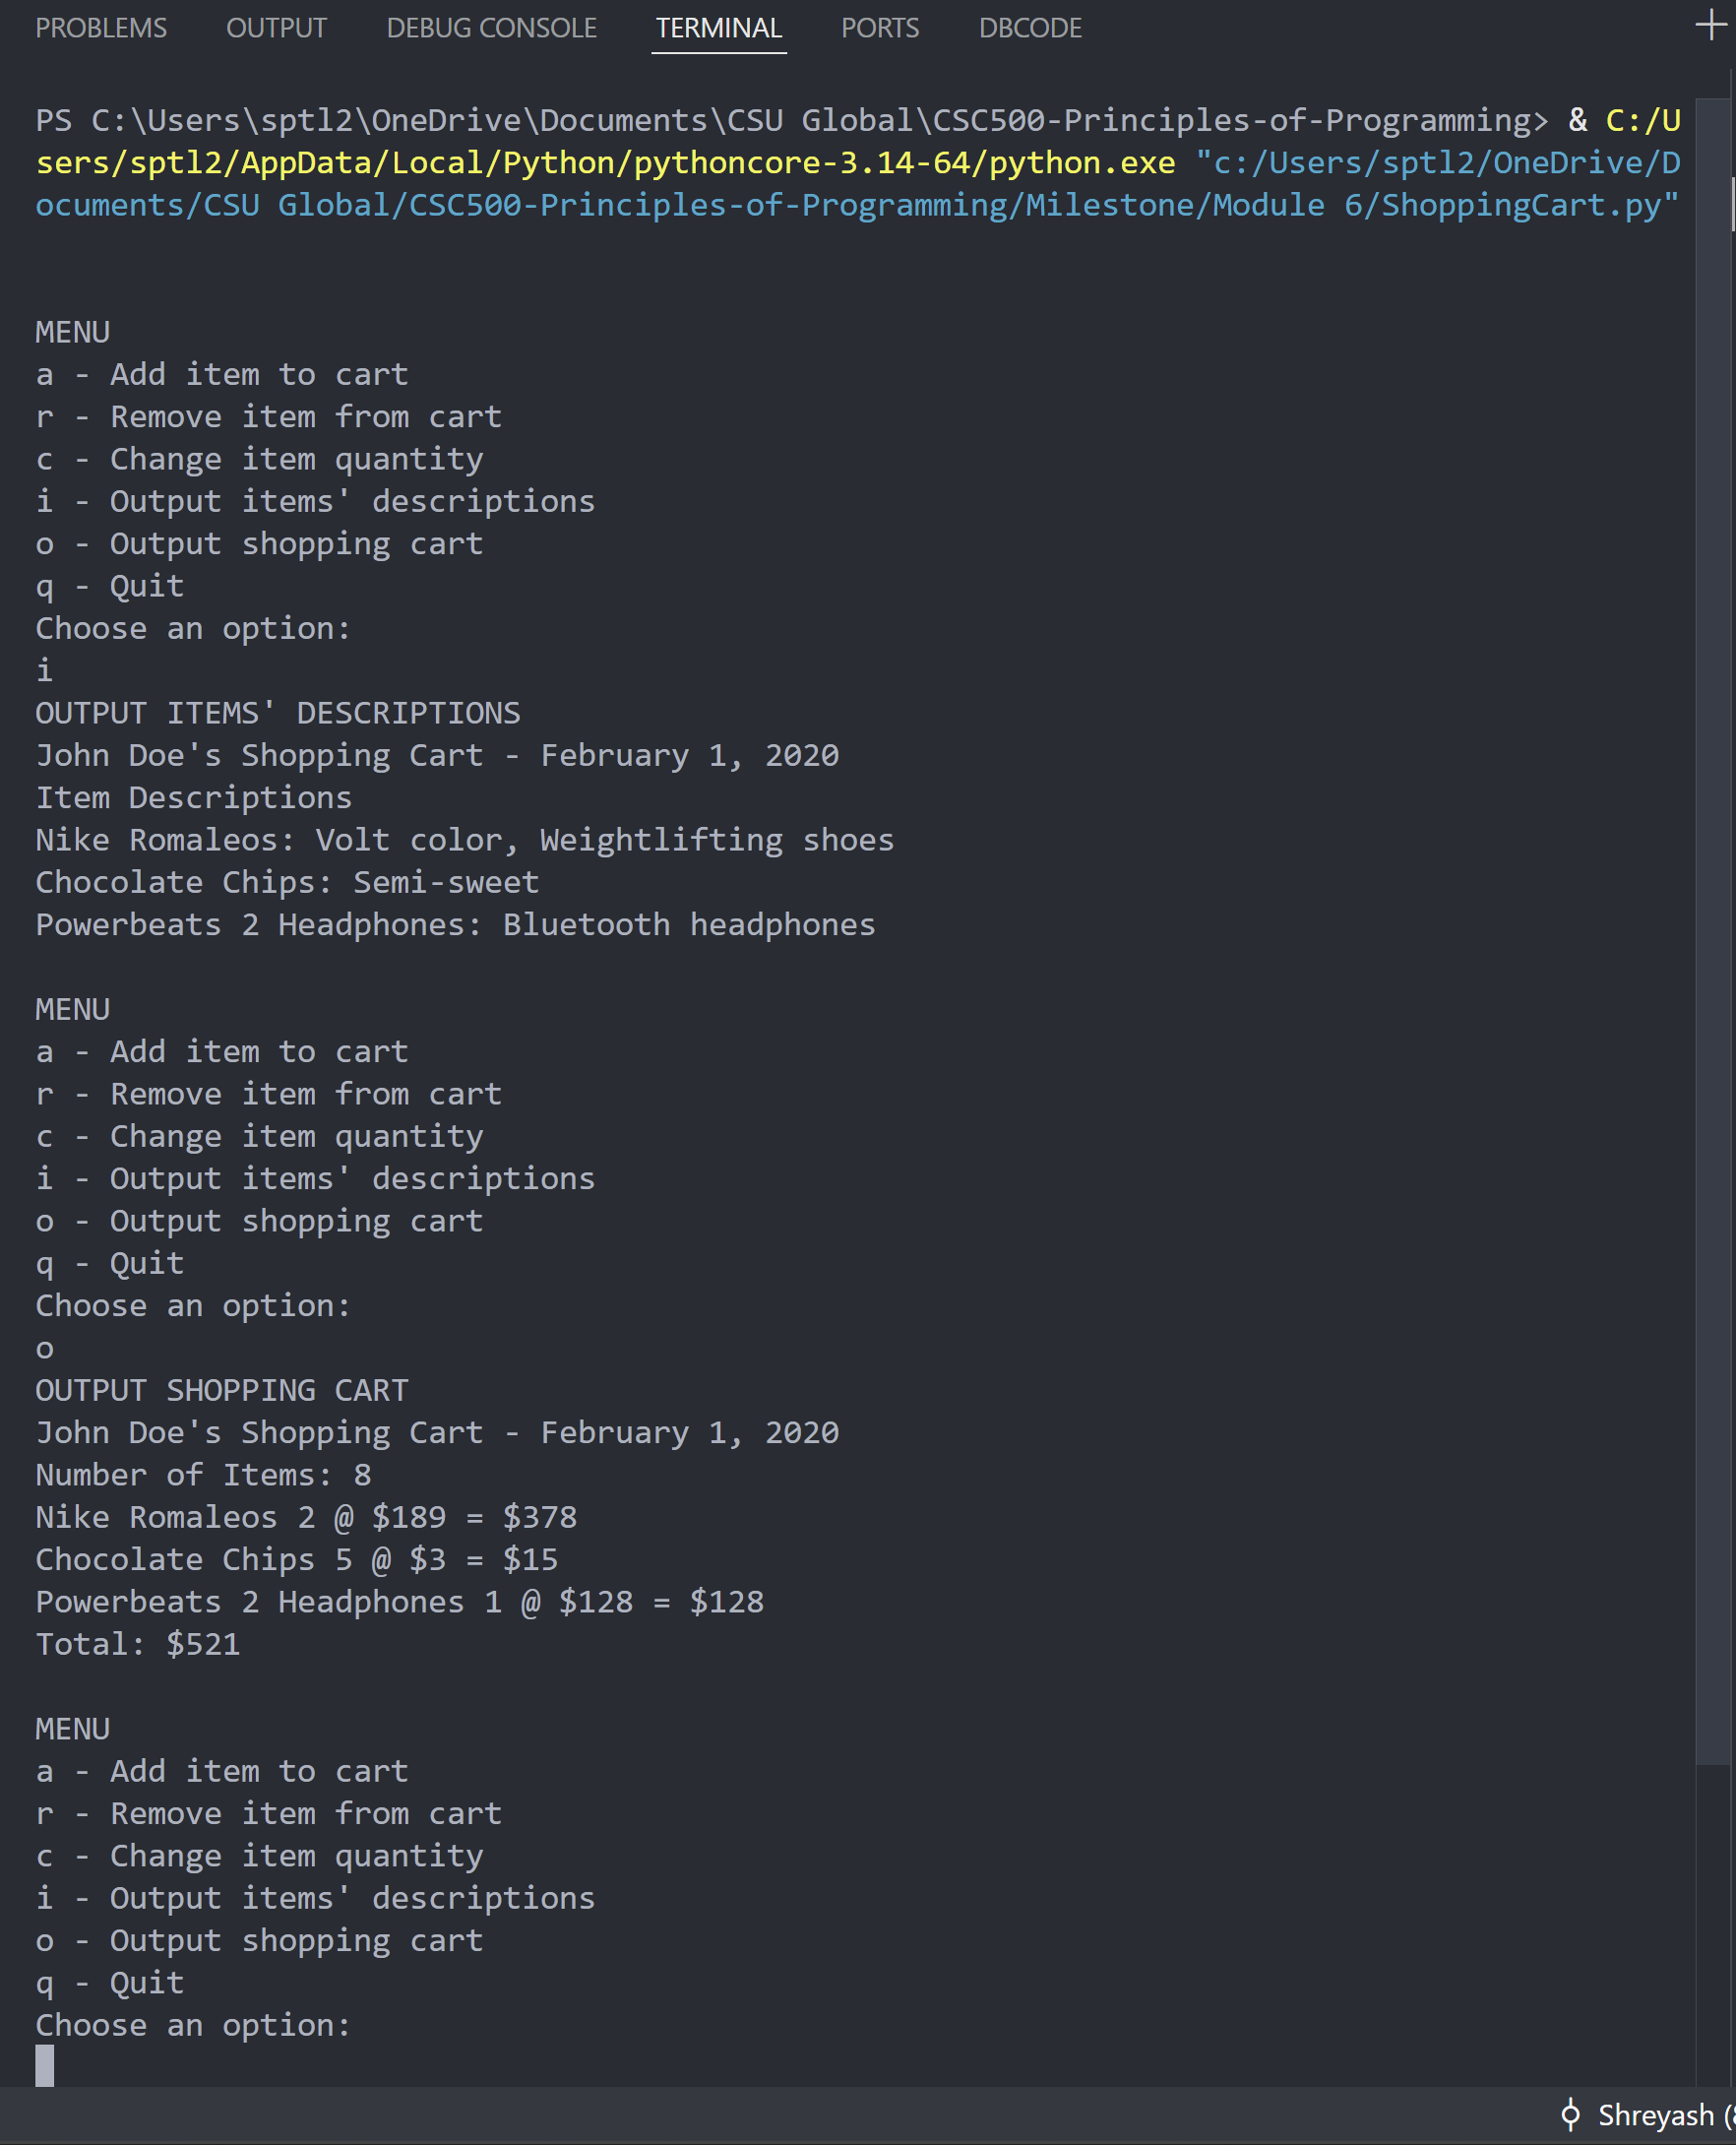 PROBLEMS OUTPUT DEBUG CONSOLE TERMINAL PORTS DBCODE
PS C:\Users\sptl2\OneDrive\Documents\CSU Global\CSC500-Principles-of-Programming> & C:/U
sers/sptl2/AppData/Local/Python/pythoncore-3.14-64/python.exe "c:/Users/sptl2/OneDrive/D
ocuments/CSU Global/CSC500-Principles-of-Programming/Milestone/Module 6/ShoppingCart.py"
MENU
a - Add item to cart
r - Remove item from cart
c - Change item quantity
i - Output items' descriptions
o - Output shopping cart
q - Quit
Choose an option:
i
OUTPUT ITEMS' DESCRIPTIONS
John Doe's Shopping Cart - February 1, 2020
Item Descriptions
Nike Romaleos: Volt color, Weightlifting shoes
Chocolate Chips: Semi-sweet
Powerbeats 2 Headphones: Bluetooth headphones
MENU
a - Add item to cart
r - Remove item from cart
c - Change item quantity
i - Output items' descriptions
o - Output shopping cart
q - Quit
Choose an option:
o
OUTPUT SHOPPING CART
John Doe's Shopping Cart - February 1, 2020
Number of Items: 8
Nike Romaleos 2 @ $189 = $378
Chocolate Chips 5 @ $3 = $15
Powerbeats 2 Headphones 1 @ $128 = $128
Total: $521
MENU
a - Add item to cart
r - Remove item from cart
c - Change item quantity
i - Output items' descriptions
o - Output shopping cart
q - Quit
Choose an option:
Shreyash